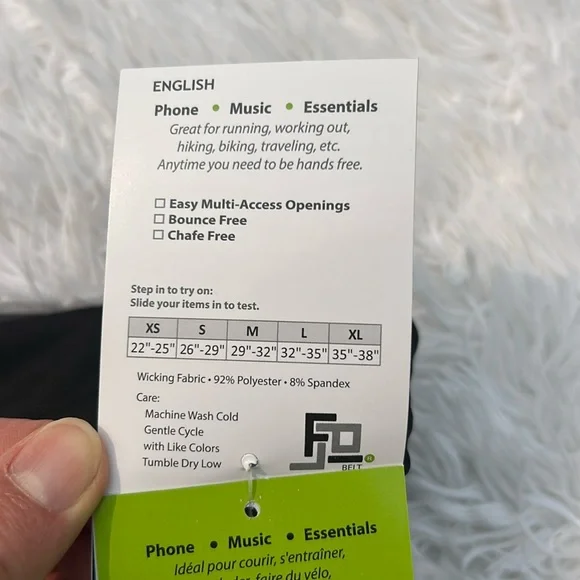 ENGLISH
Phone • Music • Essentials
Great for running, working out,
hiking, biking, traveling, etc.
Anytime you need to be hands free.
☐ Easy Multi-Access Openings
☐ Bounce Free
☐ Chafe Free
Step in to try on:
Slide your items in to test.
XS S M L XL
22"-25" 26"-29" 29"-32" 32"-35" 35"-38"
Wicking Fabric • 92% Polyester • 8% Spandex
Care:
Machine Wash Cold
Gentle Cycle
with Like Colors
Tumble Dry Low
BELT
Phone • Music • Essentials
Idéal pour courir, s'entraîner,
faire du vélo,